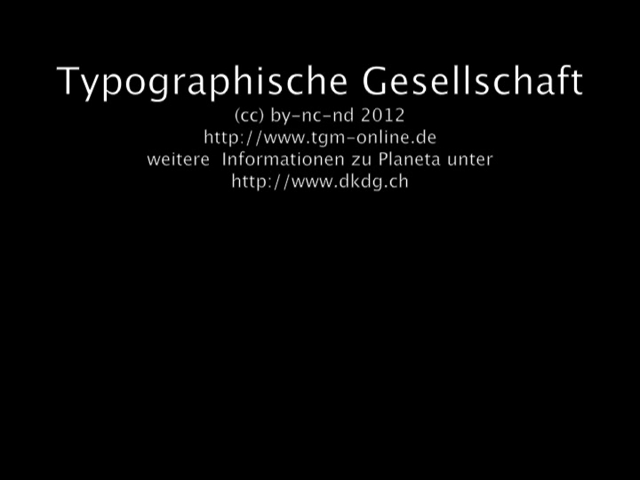 Typographische Gesellschaft
(cc) by-nc-nd 2012
http://www.tgm-online.de
weitere  Informationen zu Planeta unter
http://www.dkdg.ch